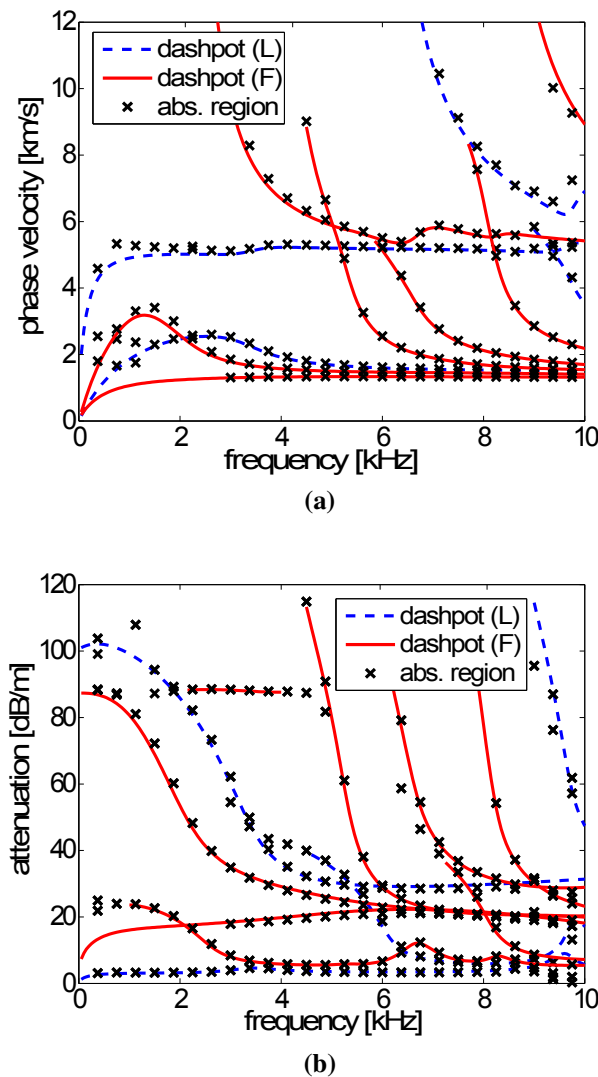 12
10
8
6
4
2
0
phase velocity [km/s]
dashpot (L)
dashpot (F)
abs. region
0 2 4 6 8 10
frequency [kHz]
(a)
120
100
80
60
40
20
0
attenuation [dB/m]
dashpot (L)
dashpot (F)
abs. region
0 2 4 6 8 10
frequency [kHz]
(b)